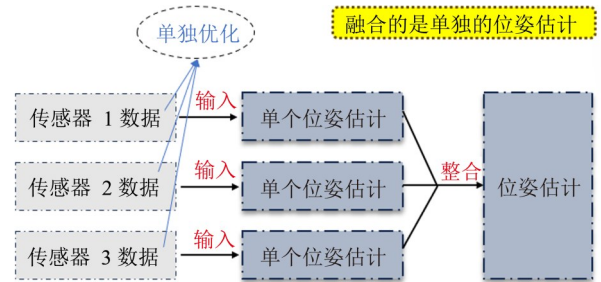 单独优化
融合的是单独的位姿估计
传感器 1 数据
输入
单个位姿估计
传感器 2 数据
输入
单个位姿估计
整合
位姿估计
传感器 3 数据
输入
单个位姿估计